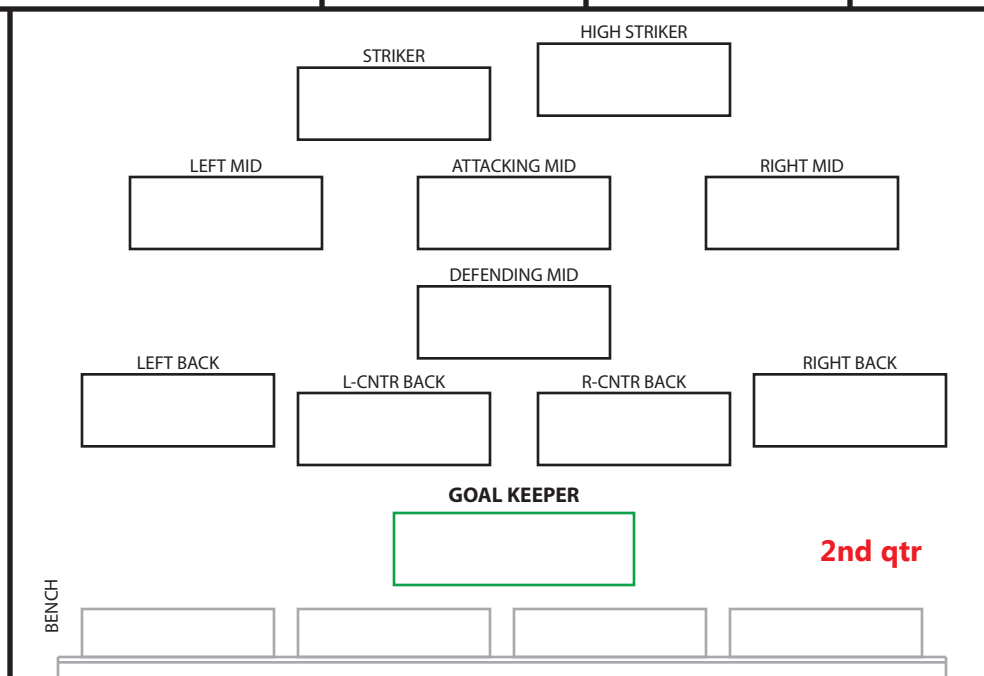 HIGH STRIKER
STRIKER
LEFT MID
ATTACKING MID
RIGHT MID
DEFENDING MID
LEFT BACK
RIGHT BACK
L-CNTR BACK
R-CNTR BACK
GOAL KEEPER
2nd qtr
BENCH